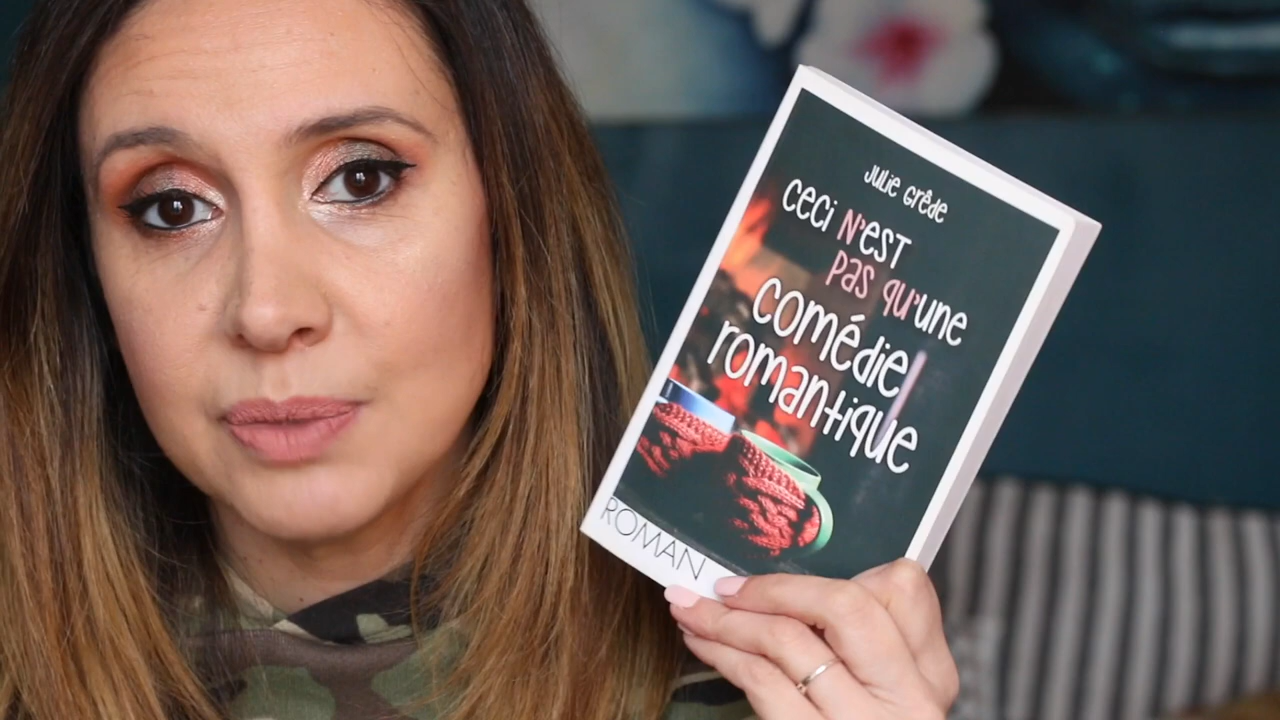 Julie Grêde
ceci n'est
pas qu'une
comédie
romantique
ROMAN